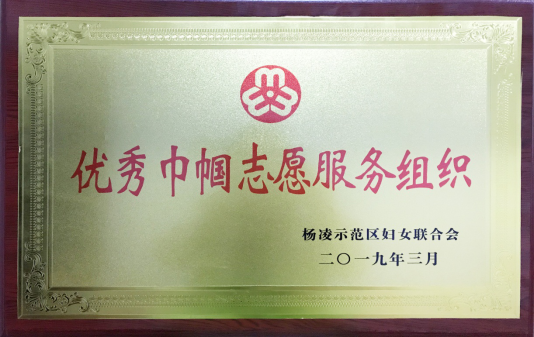 优秀巾帼志愿服务组织
杨凌示范区妇女联合会
二〇一九年三月